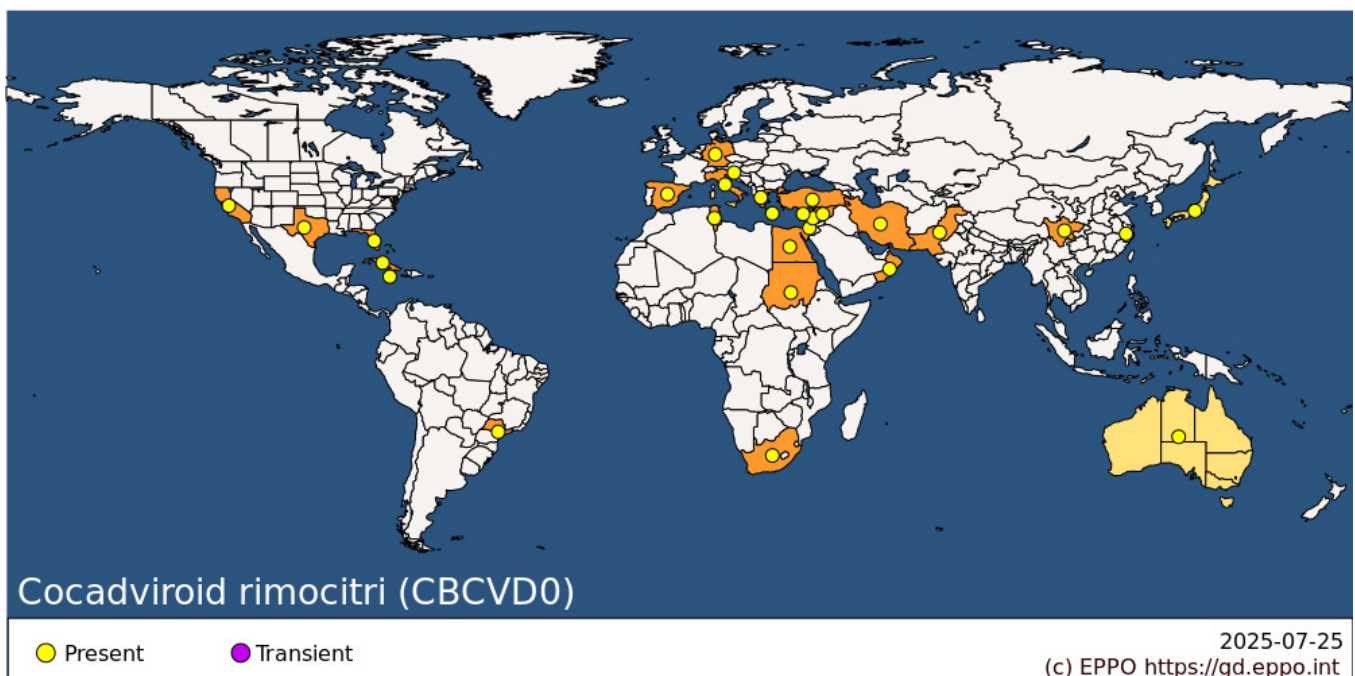 Cocadviroid rimocitri (CBCVD0)
Present
Transient
2025-07-25
(c) EPPO https://gd.eppo.int